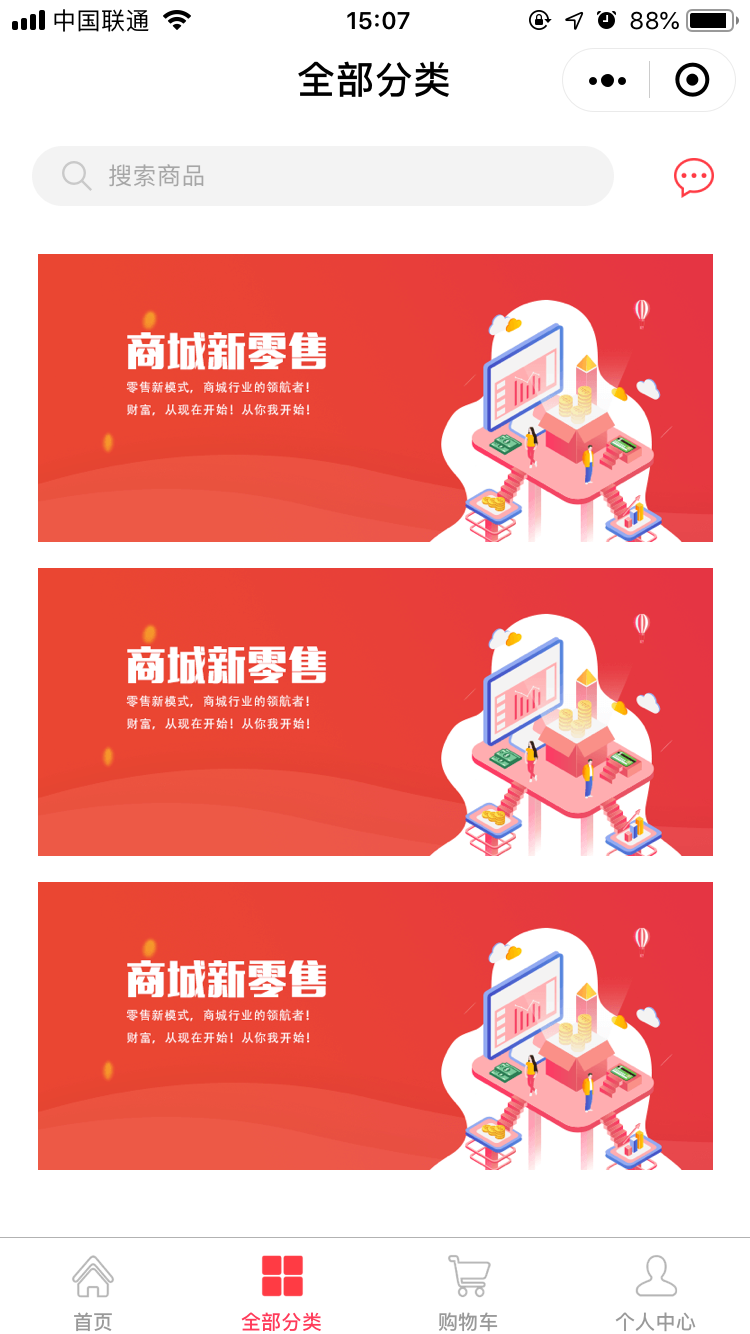 中国联通 15:07 88%
全部分类
搜索商品
商城新零售
零售新模式，商城行业的领航者！
财富，从现在开始！从你我开始！
商城新零售
零售新模式，商城行业的领航者！
财富，从现在开始！从你我开始！
商城新零售
零售新模式，商城行业的领航者！
财富，从现在开始！从你我开始！
首页 全部分类 购物车 个人中心